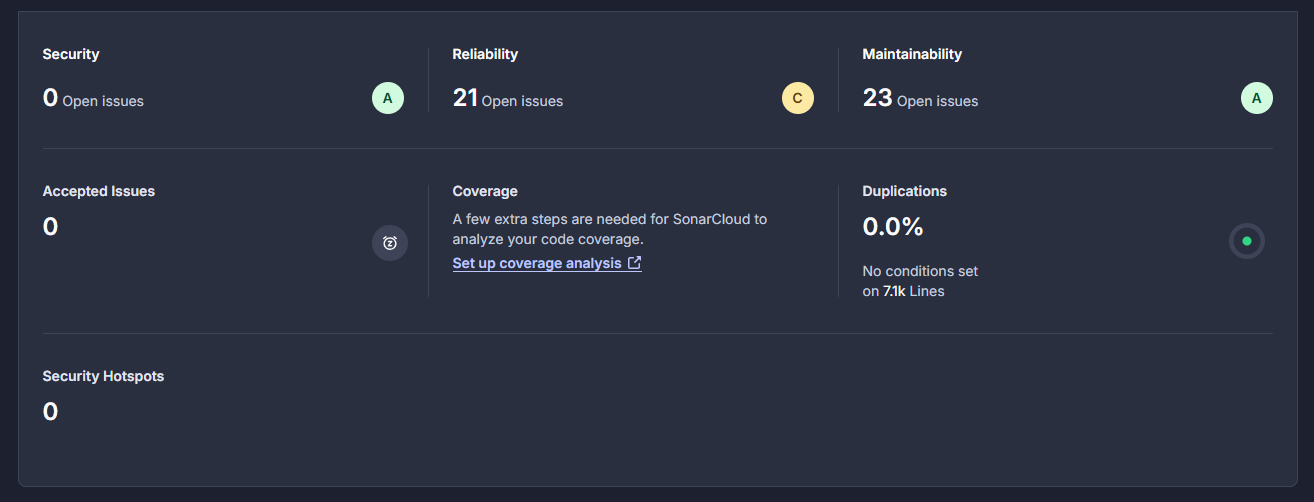 Security
0 Open issues
A
Reliability
21 Open issues
C
Maintainability
23 Open issues
A
Accepted Issues
0
Coverage
A few extra steps are needed for SonarCloud to
analyze your code coverage.
Set up coverage analysis
Duplications
0.0%
No conditions set
on 7.1k Lines
Security Hotspots
0